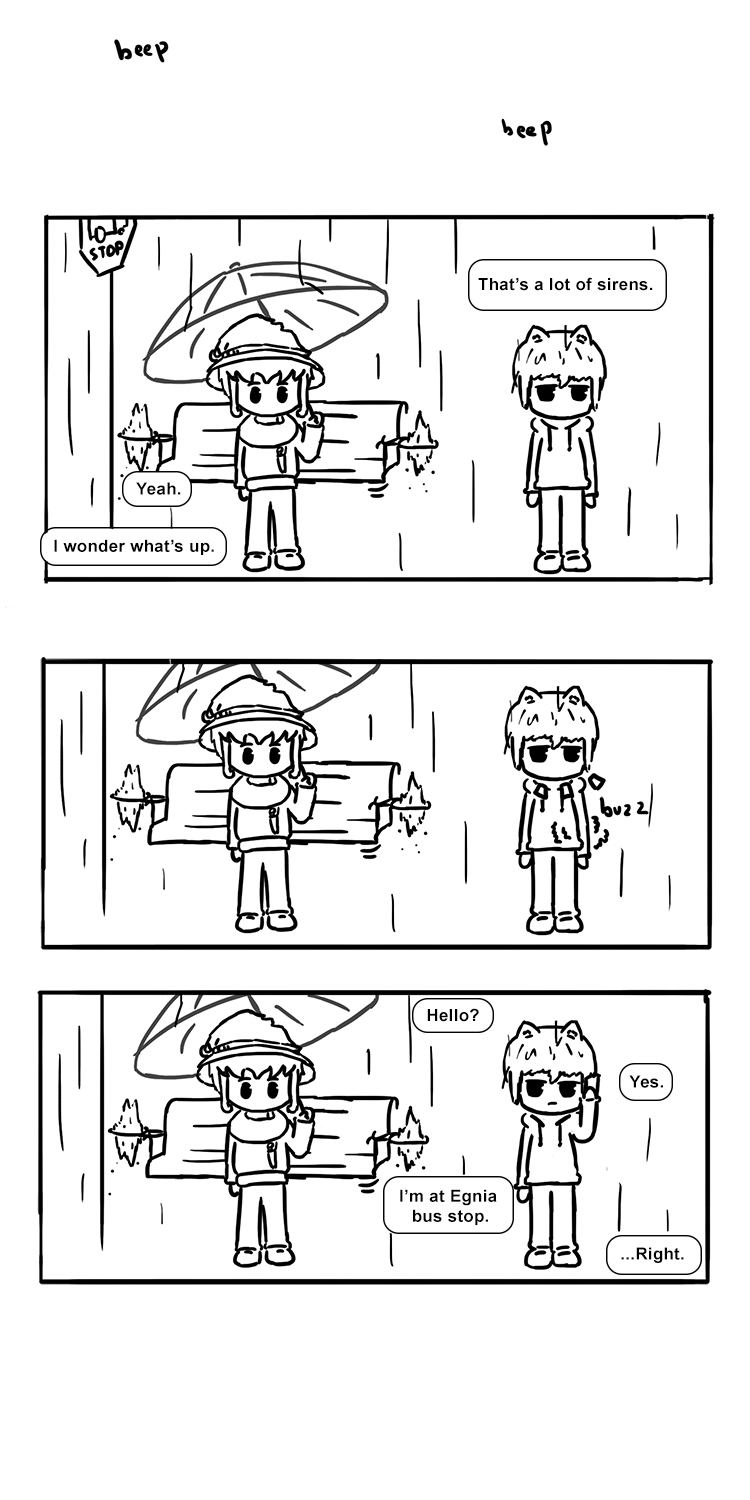 beep
beep
STOP
That's a lot of sirens.
Yeah.
I wonder what's up.
buzz
Hello?
Yes.
I'm at Egnia
bus stop.
...Right.